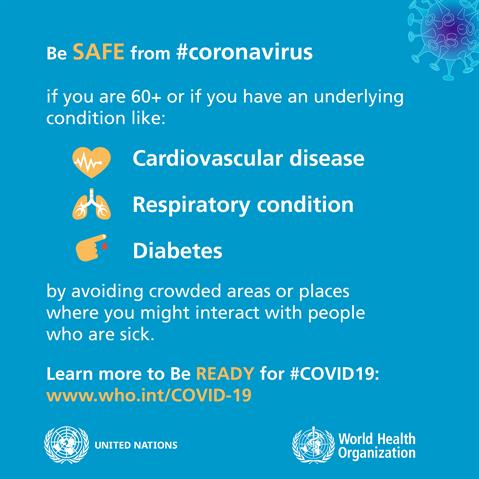 Be SAFE from #coronavirus
if you are 60+ or if you have an underlying
condition like:
Cardiovascular disease
Respiratory condition
Diabetes
by avoiding crowded areas or places
where you might interact with people
who are sick.
Learn more to Be READY for #COVID19:
www.who.int/COVID-19
UNITED NATIONS
World Health
Organization